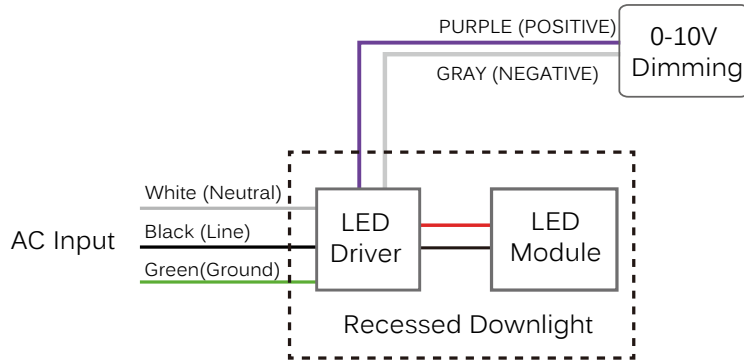 PURPLE (POSITIVE)
GRAY (NEGATIVE)
0-10V
Dimming
AC Input
White (Neutral)
Black (Line)
Green(Ground)
LED
Driver
LED
Module
Recessed Downlight